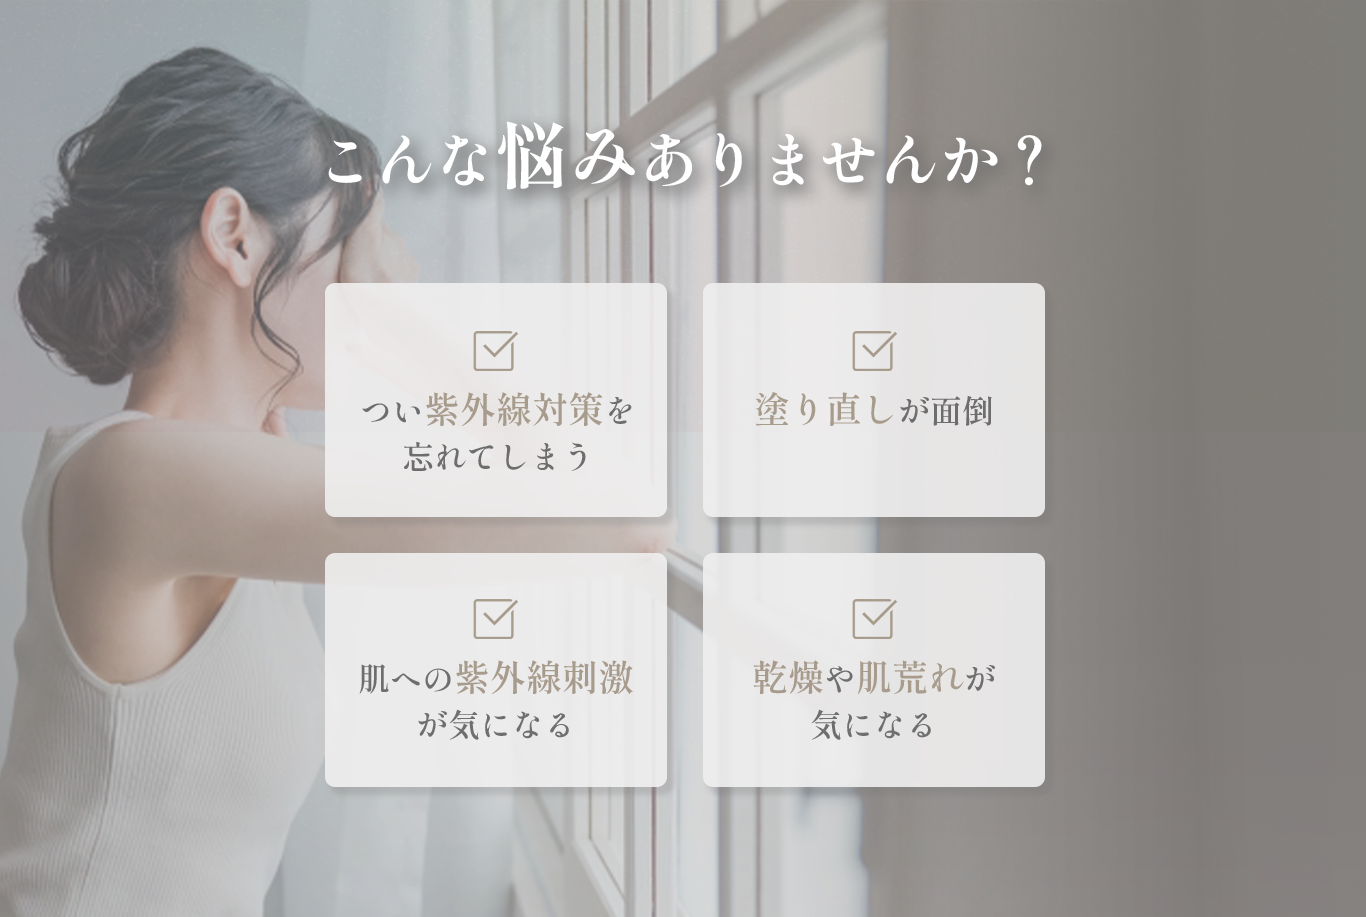 こんな悩みありませんか？
つい紫外線対策を
忘れてしまう
塗り直しが面倒
肌への紫外線刺激
が気になる
乾燥や肌荒れが
気になる